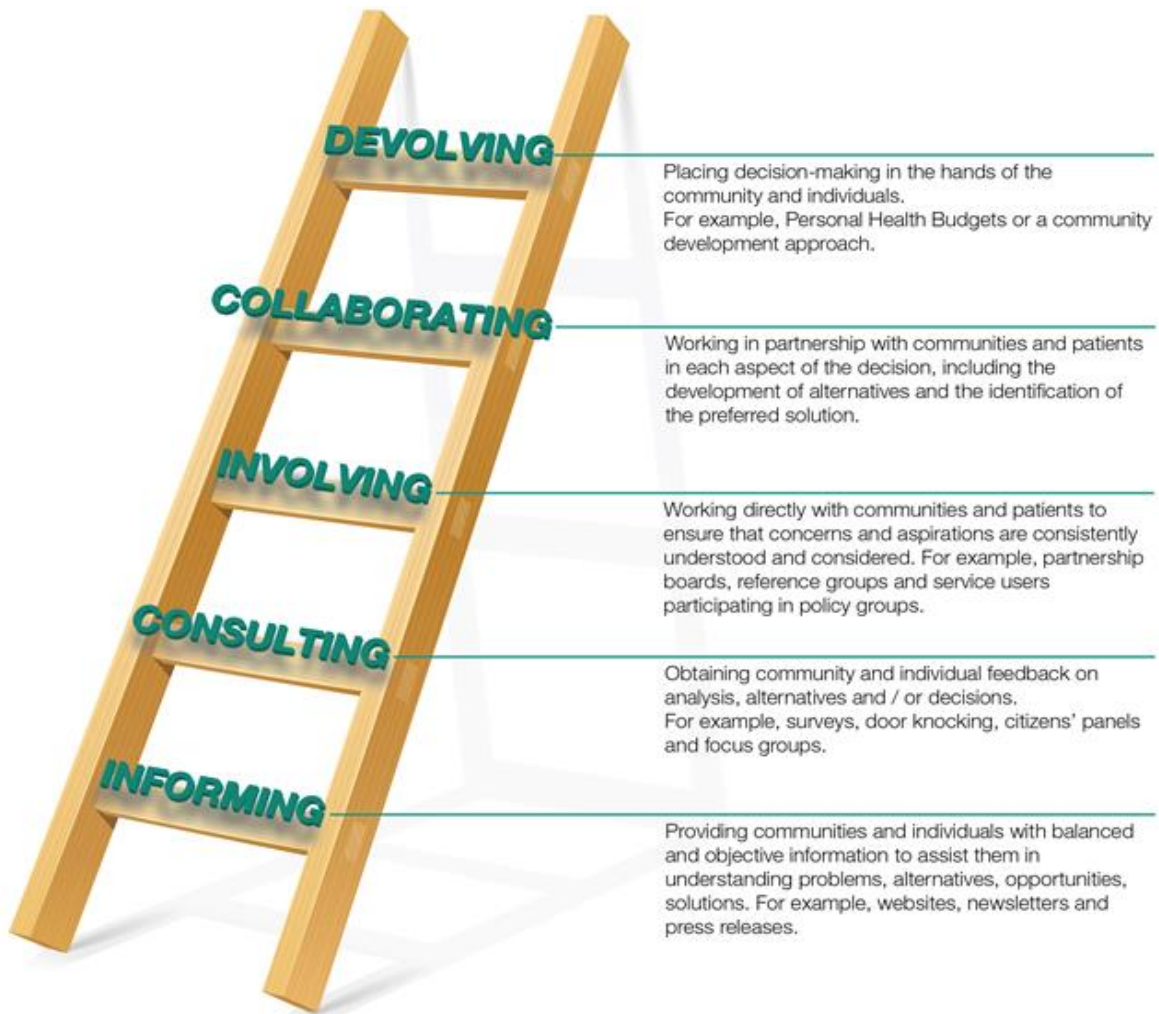 DEVOLVING
Placing decision-making in the hands of the
community and individuals.
For example, Personal Health Budgets or a community
development approach.
COLLABORATING
Working in partnership with communities and patients
in each aspect of the decision, including the
development of alternatives and the identification of
the preferred solution.
INVOLVING
Working directly with communities and patients to
ensure that concerns and aspirations are consistently
understood and considered. For example, partnership
boards, reference groups and service users
participating in policy groups.
CONSULTING
Obtaining community and individual feedback on
analysis, alternatives and / or decisions.
For example, surveys, door knocking, citizens’ panels
and focus groups.
INFORMING
Providing communities and individuals with balanced
and objective information to assist them in
understanding problems, alternatives, opportunities,
solutions. For example, websites, newsletters and
press releases.